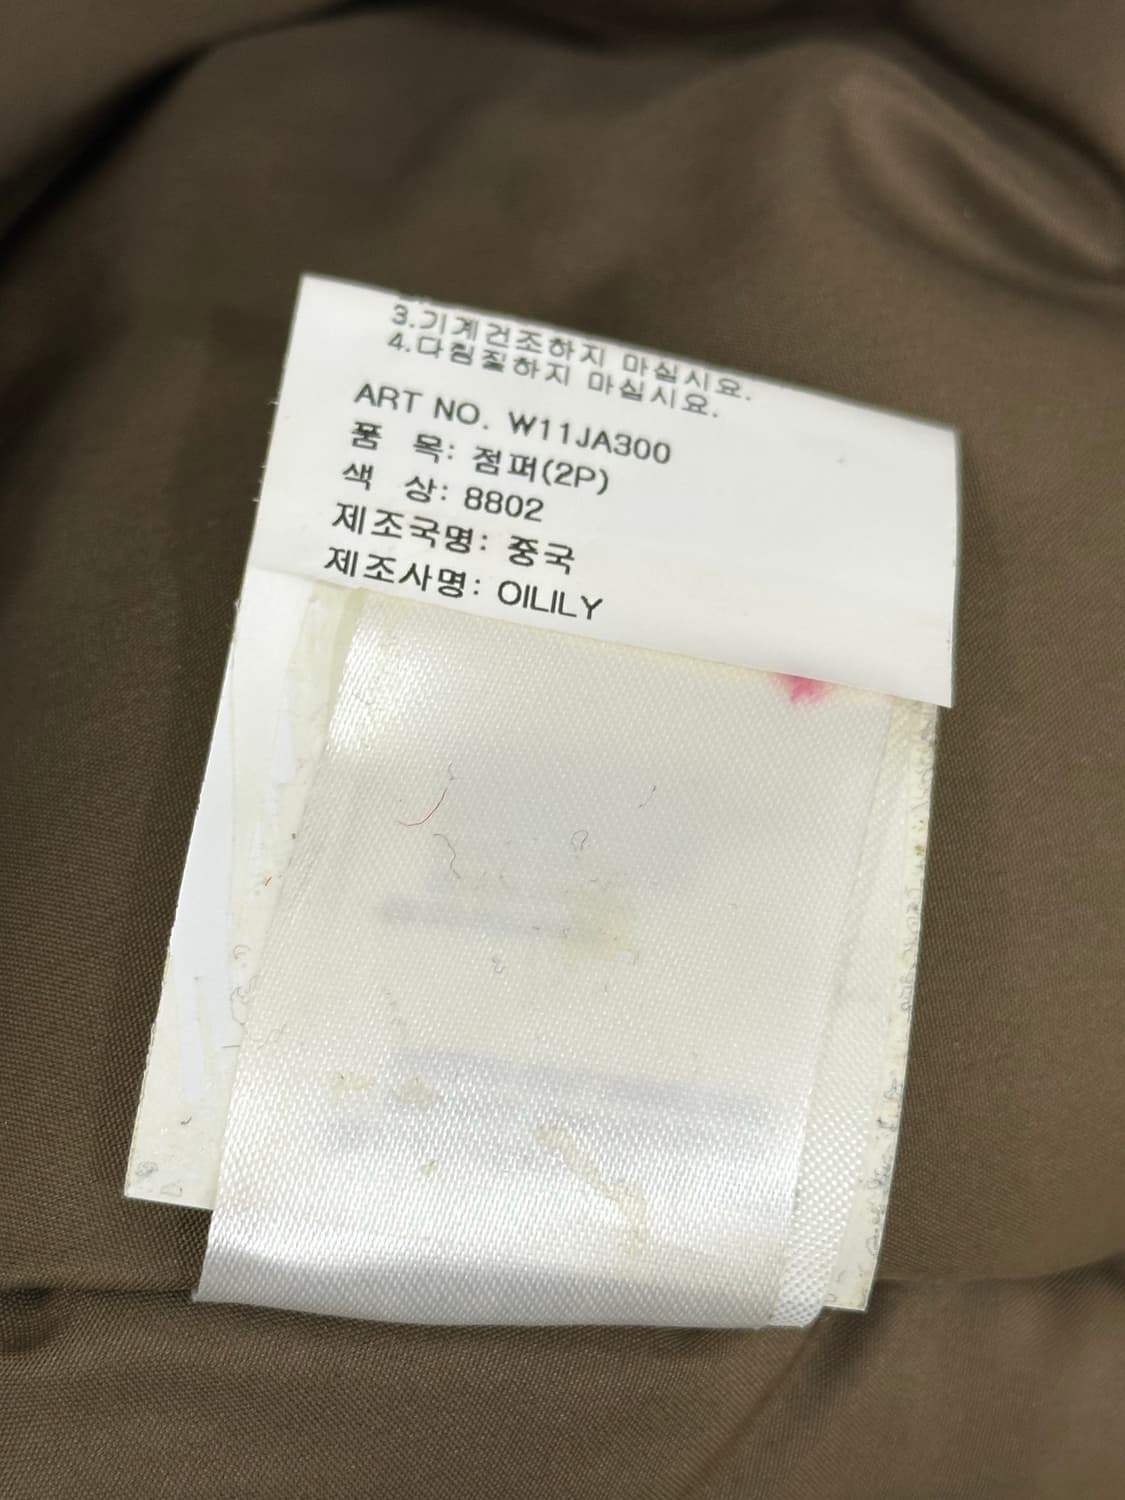 3.기계건조하지 마십시요.
4.다림질하지 마십시요.
ART NO. W11JA300
품 목: 점퍼(2P)
색 상: 8802
제조국명: 중국
제조사명: OILILY